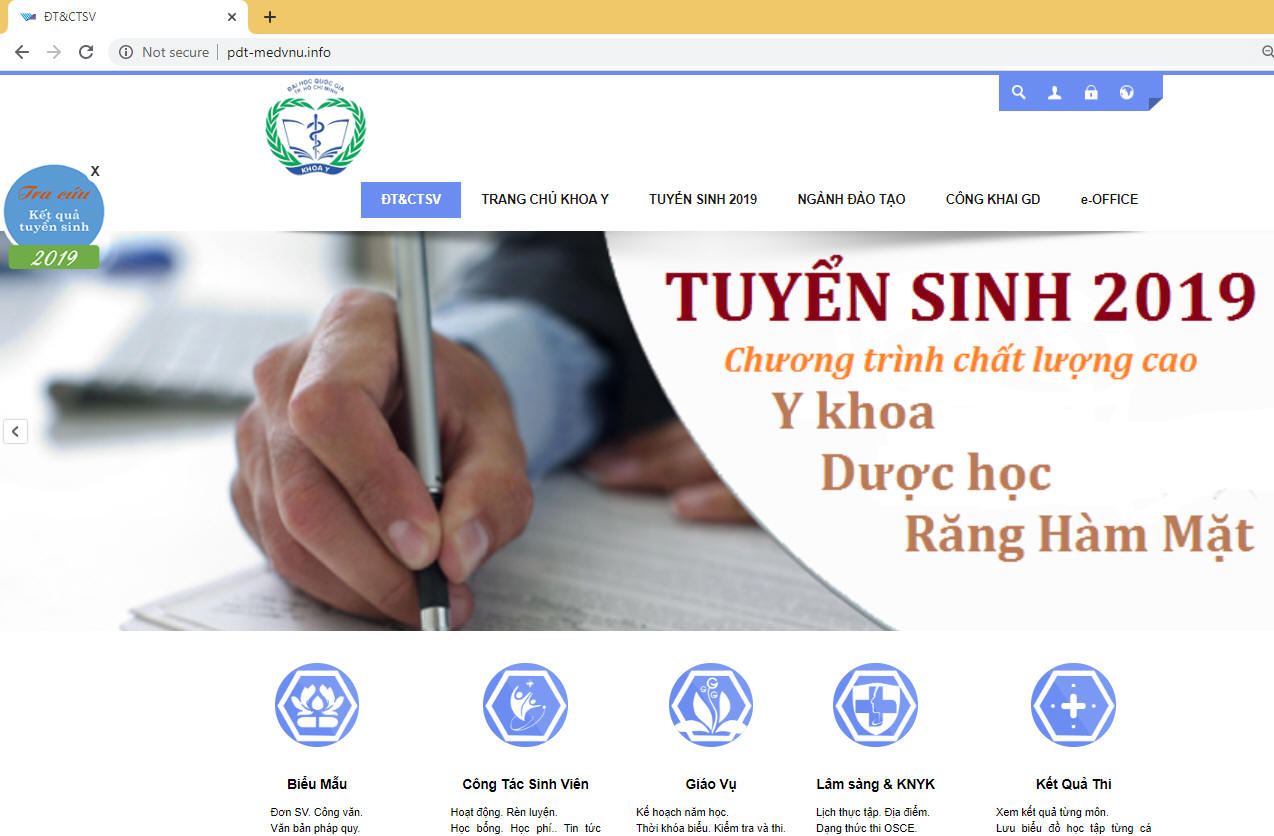 ĐT&CTSV
Not secure
pdt-medvnu.info
ĐẠI HỌC QUỐC GIA
TP. HỒ CHÍ MINH
KHOA Y
X
Tra cứu
Kết quả
tuyển sinh
2019
ĐT&CTSV
TRANG CHỦ KHOA Y
TUYỂN SINH 2019
NGÀNH ĐÀO TẠO
CÔNG KHAI GD
e-OFFICE
TUYỂN SINH 2019
Chương trình chất lượng cao
Y khoa
Dược học
Răng Hàm Mặt
Biểu Mẫu
Đơn SV. Công văn.
Văn bản pháp quy.
Công Tác Sinh Viên
Hoạt động. Rèn luyện.
Học bổng. Học phí.. Tin tức
Giáo Vụ
Kế hoạch năm học.
Thời khóa biểu. Kiểm tra và thi.
Lâm sàng & KNYK
Lịch thực tập. Địa điểm.
Dạng thức thi OSCE.
Kết Quả Thi
Xem kết quả từng môn.
Lưu biểu đồ học tập từng cá